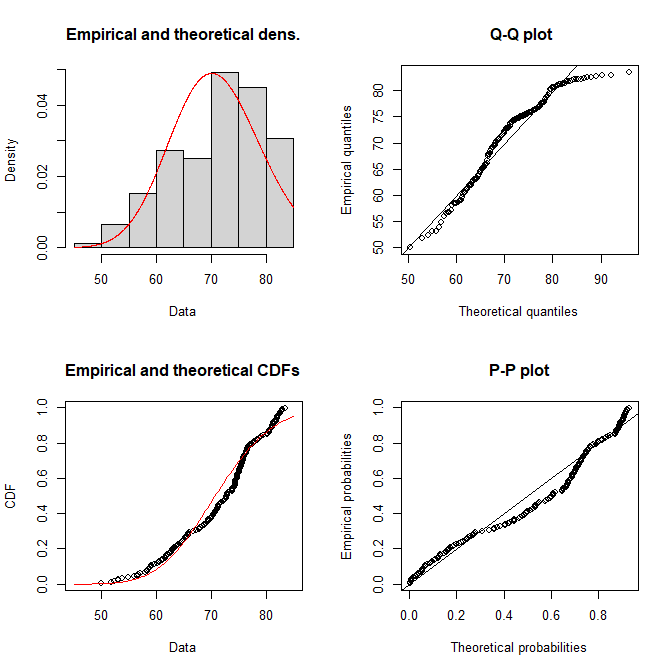 Empirical and theoretical dens.
Density
0.00 0.02 0.04
50 60 70 80
Data
Q-Q plot
Empirical quantiles
50 55 60 65 75 80
50 60 70 80 90
Theoretical quantiles
Empirical and theoretical CDFs
CDF
0.0 0.2 0.4 0.6 0.8 1.0
50 60 70 80
Data
P-P plot
Empirical probabilities
0.0 0.2 0.4 0.6 0.8 1.0
0.0 0.2 0.4 0.6 0.8
Theoretical probabilities